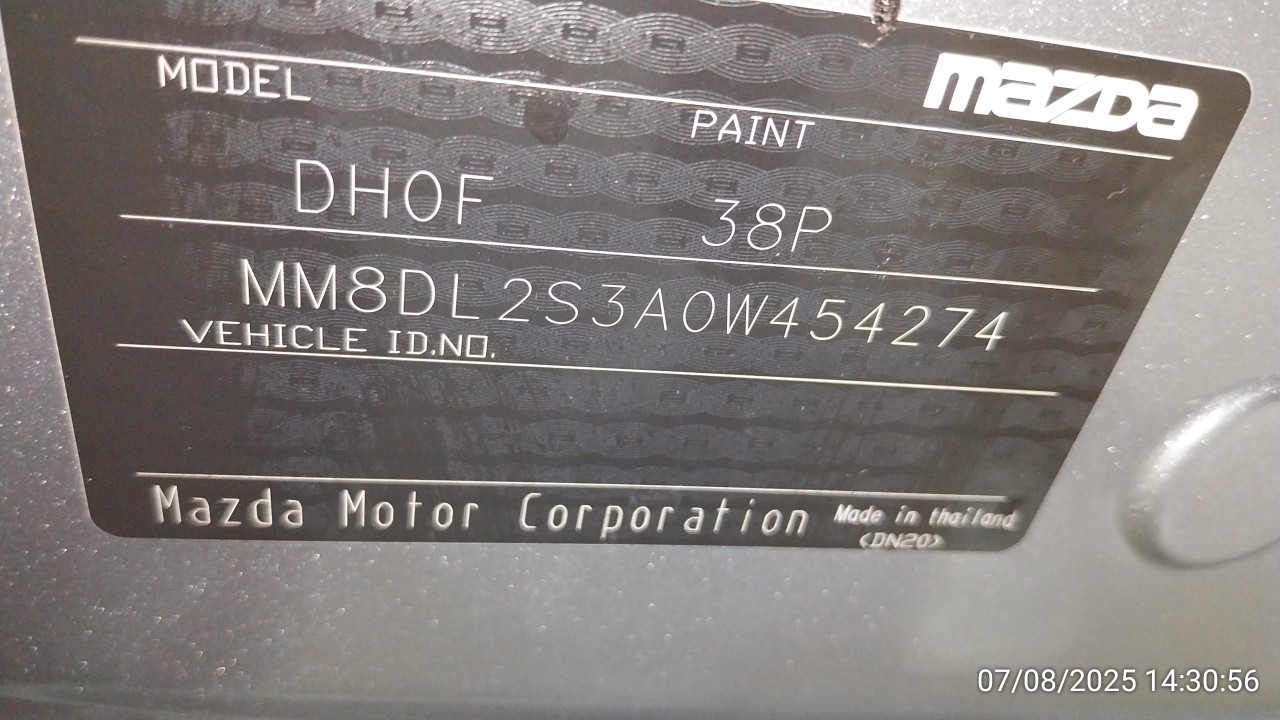 mazda
MODEL PAINT
DH0F 38P
MM8DL2S3A0W454274
VEHICLE ID.NO.
Mazda Motor Corporation Made in thailand
<DN20>
07/08/2025 14:30:56